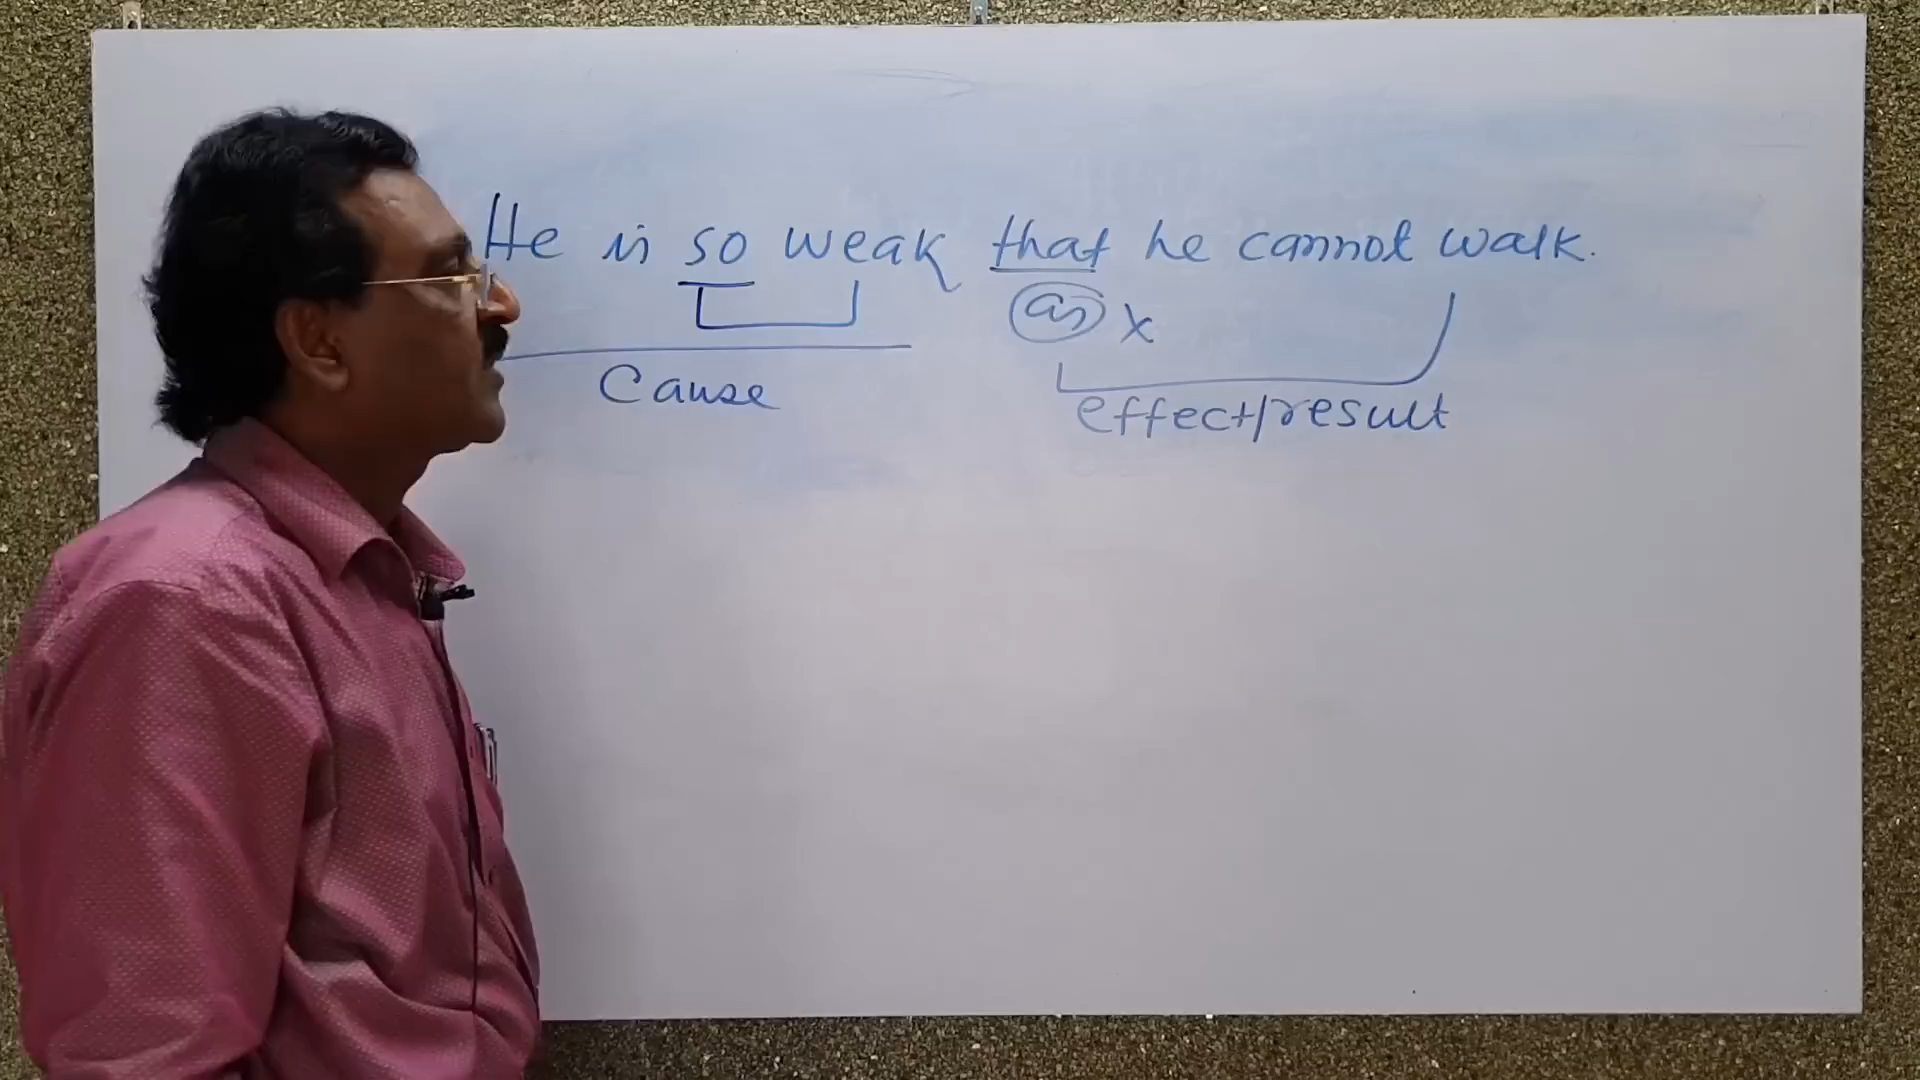 He is so weak that he cannot walk.
as x
Cause
effect/result